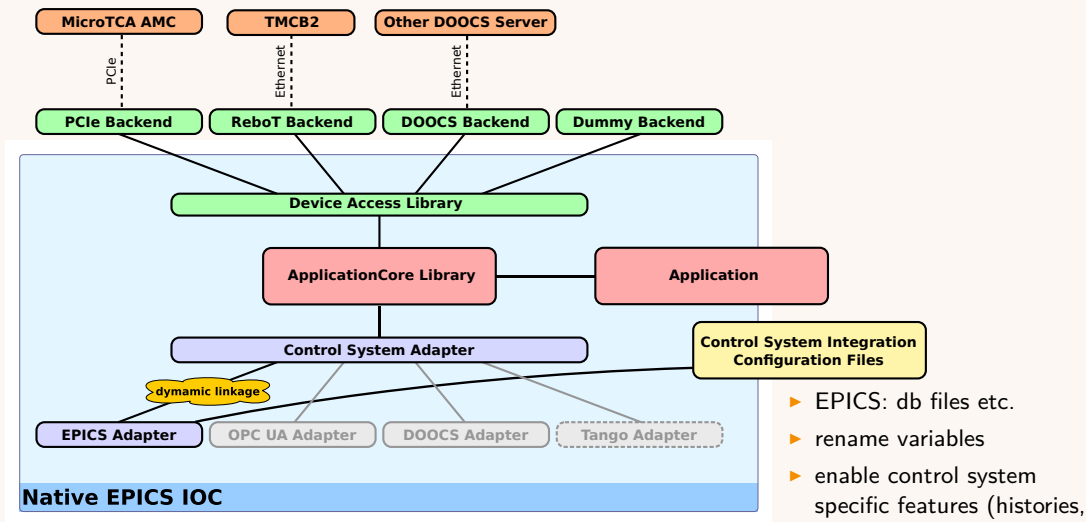 MicroTCA AMC
TMCB2
Other DOOCS Server
PCIe
Ethernet
Ethernet
PCIe Backend
ReboT Backend
DOOCS Backend
Dummy Backend
Device Access Library
ApplicationCore Library
Application
Control System Adapter
Control System Integration
Configuration Files
dymamic linkage
EPICS Adapter
OPC UA Adapter
DOOCS Adapter
Tango Adapter
Native EPICS IOC
► EPICS: db files etc.
► rename variables
► enable control system
specific features (histories,